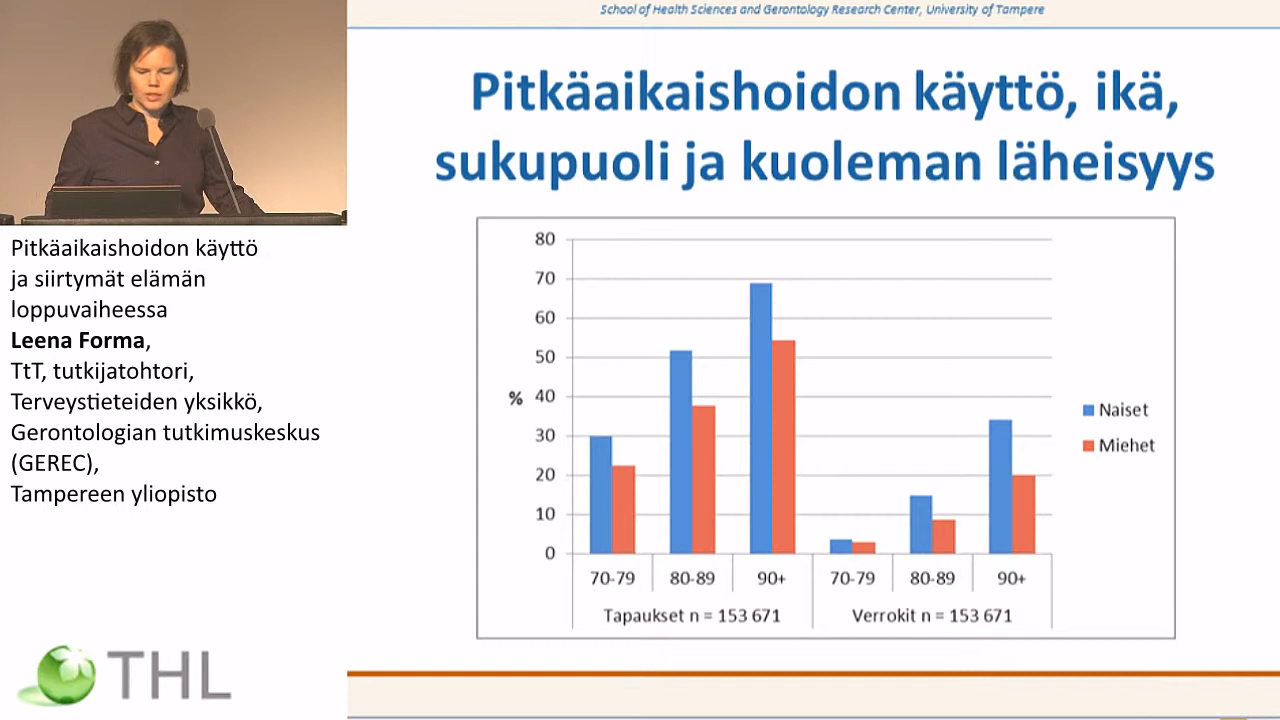 School of Health Sciences and Gerontology Research Center, University of Tampere
Pitkäaikaishoidon käyttö, ikä,
sukupuoli ja kuoleman läheisyys
Pitkäaikaishoidon käyttö
ja siirtymät elämän
loppuvaiheessa
Leena Forma,
TtT, tutkijatohtori,
Terveystieteiden yksikkö,
Gerontologian tutkimuskeskus
(GEREC),
Tampereen yliopisto
THL
80
70
60
50
40
30
20
10
0
%
70-79 80-89 90+ 70-79 80-89 90+
Tapaukset n = 153 671 Verrokit n = 153 671
Naiset
Miehet